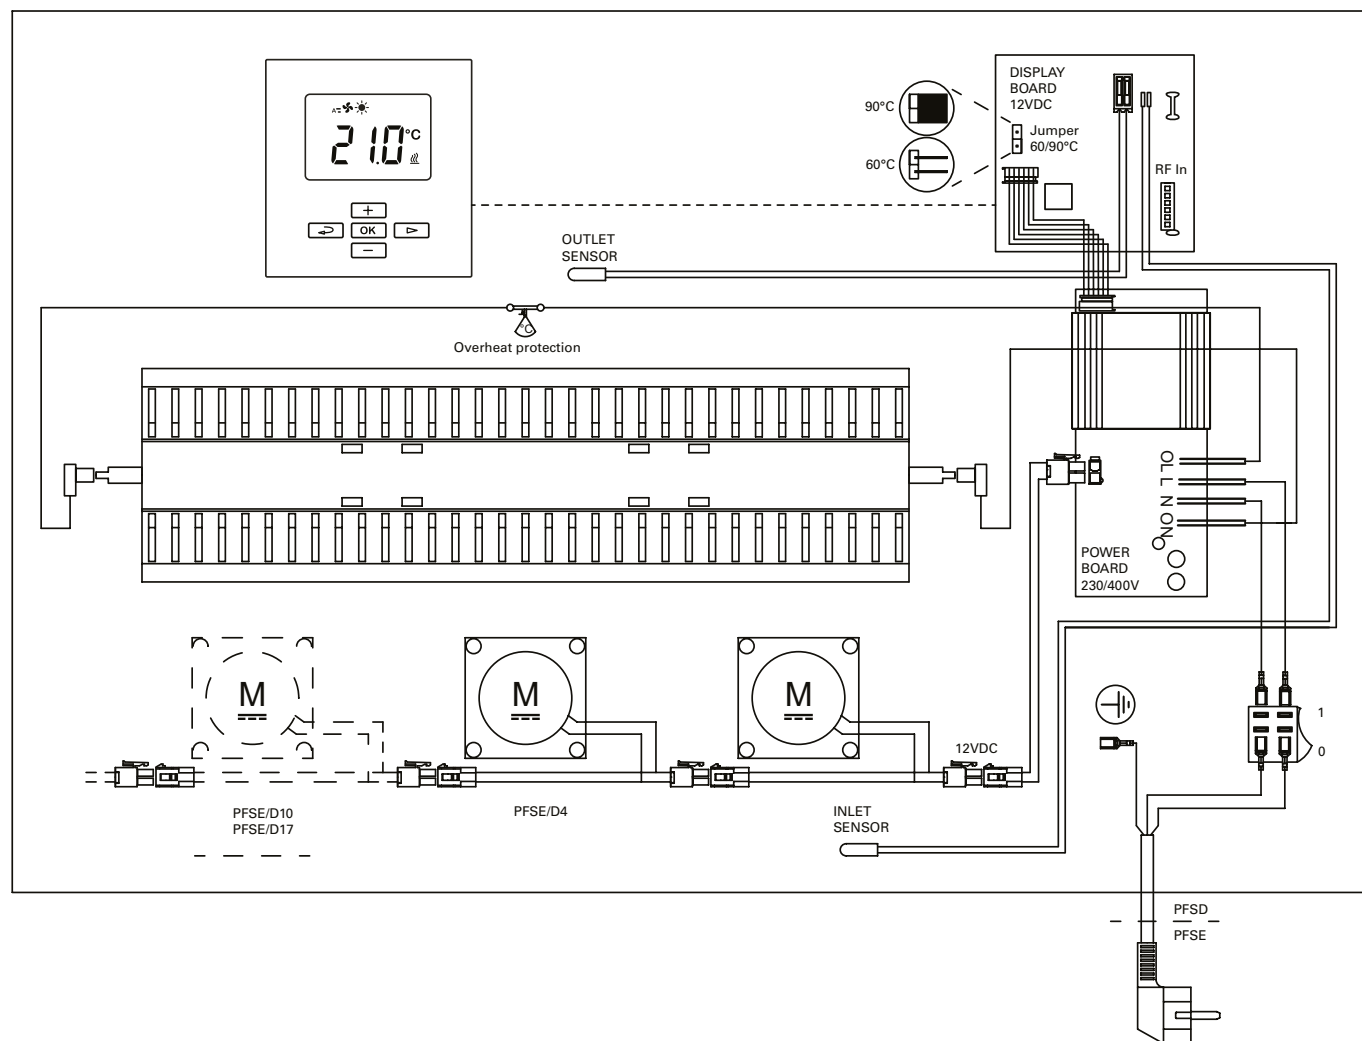 DISPLAY
BOARD
12VDC
90°C
Jumper
60/90°C
60°C
RF In
A
21.0°C
+
OK
−
OUTLET
SENSOR
°C
Overheat protection
OL
L
N
ON
POWER
BOARD
230/400V
M
M
M
1
0
12VDC
PFSE/D10
PFSE/D17
PFSE/D4
INLET
SENSOR
PFSD
PFSE